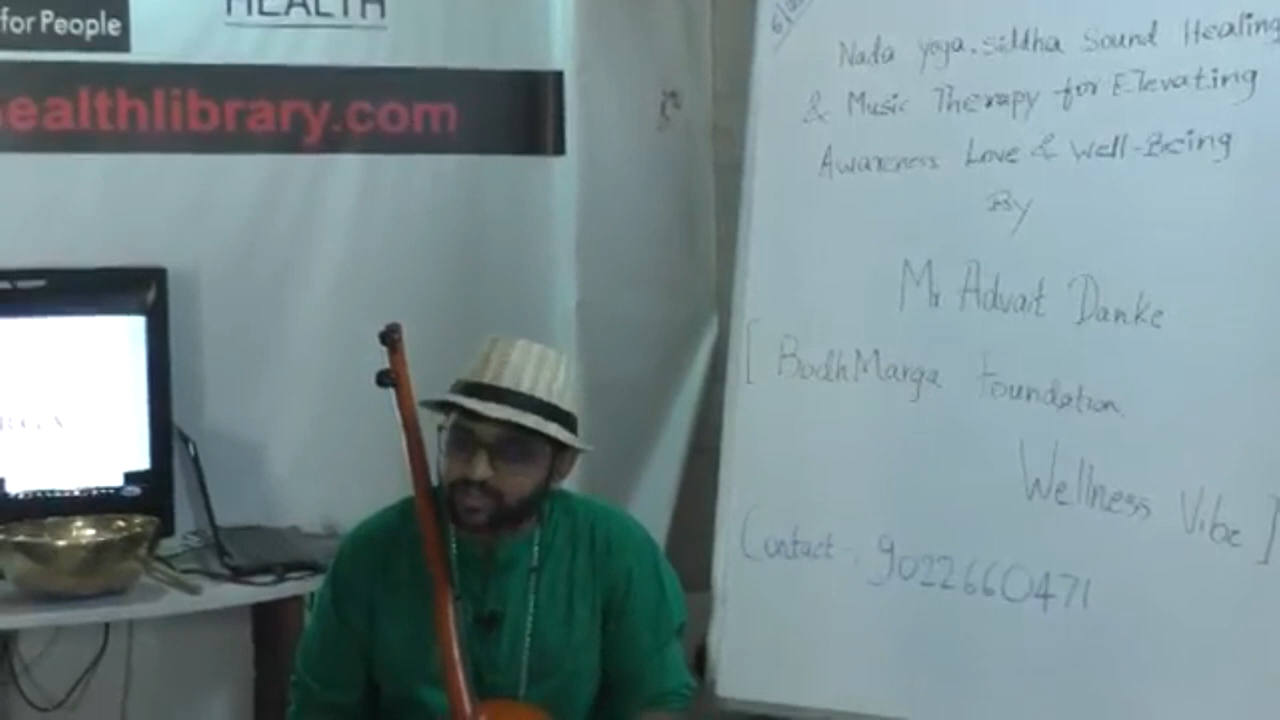 for People
HEALTH
ealthlibrary.com
Nada yoga.siddha Sound Healing
& Music Therapy for Elevating
Awareness Love & Well-Being
By
Mr Advait Danke
[ BodhMarga foundation
Wellness Vibe ]
Contact: 9022660471